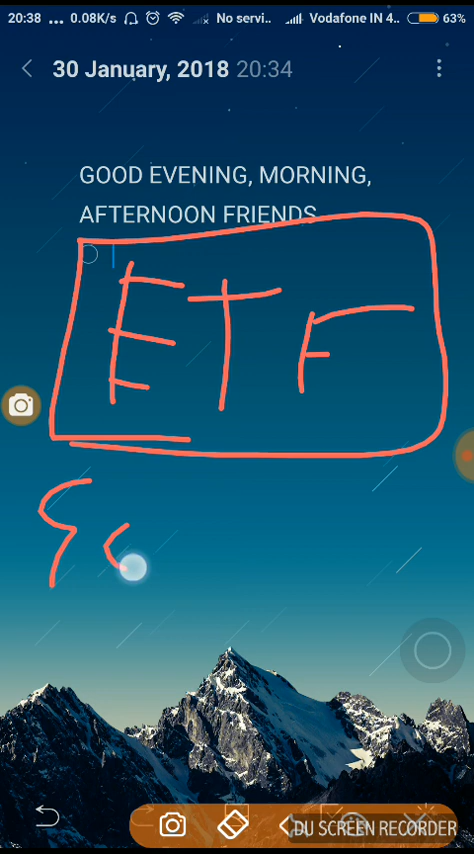 20:38 ... 0.08K/s No servi.. Vodafone IN 4.. 63%
30 January, 2018 20:34
GOOD EVENING, MORNING,
AFTERNOON FRIENDS
ETF
DU SCREEN RECORDER